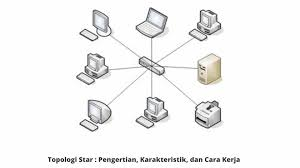 Topologi Star : Pengertian, Karakteristik, dan Cara Kerja